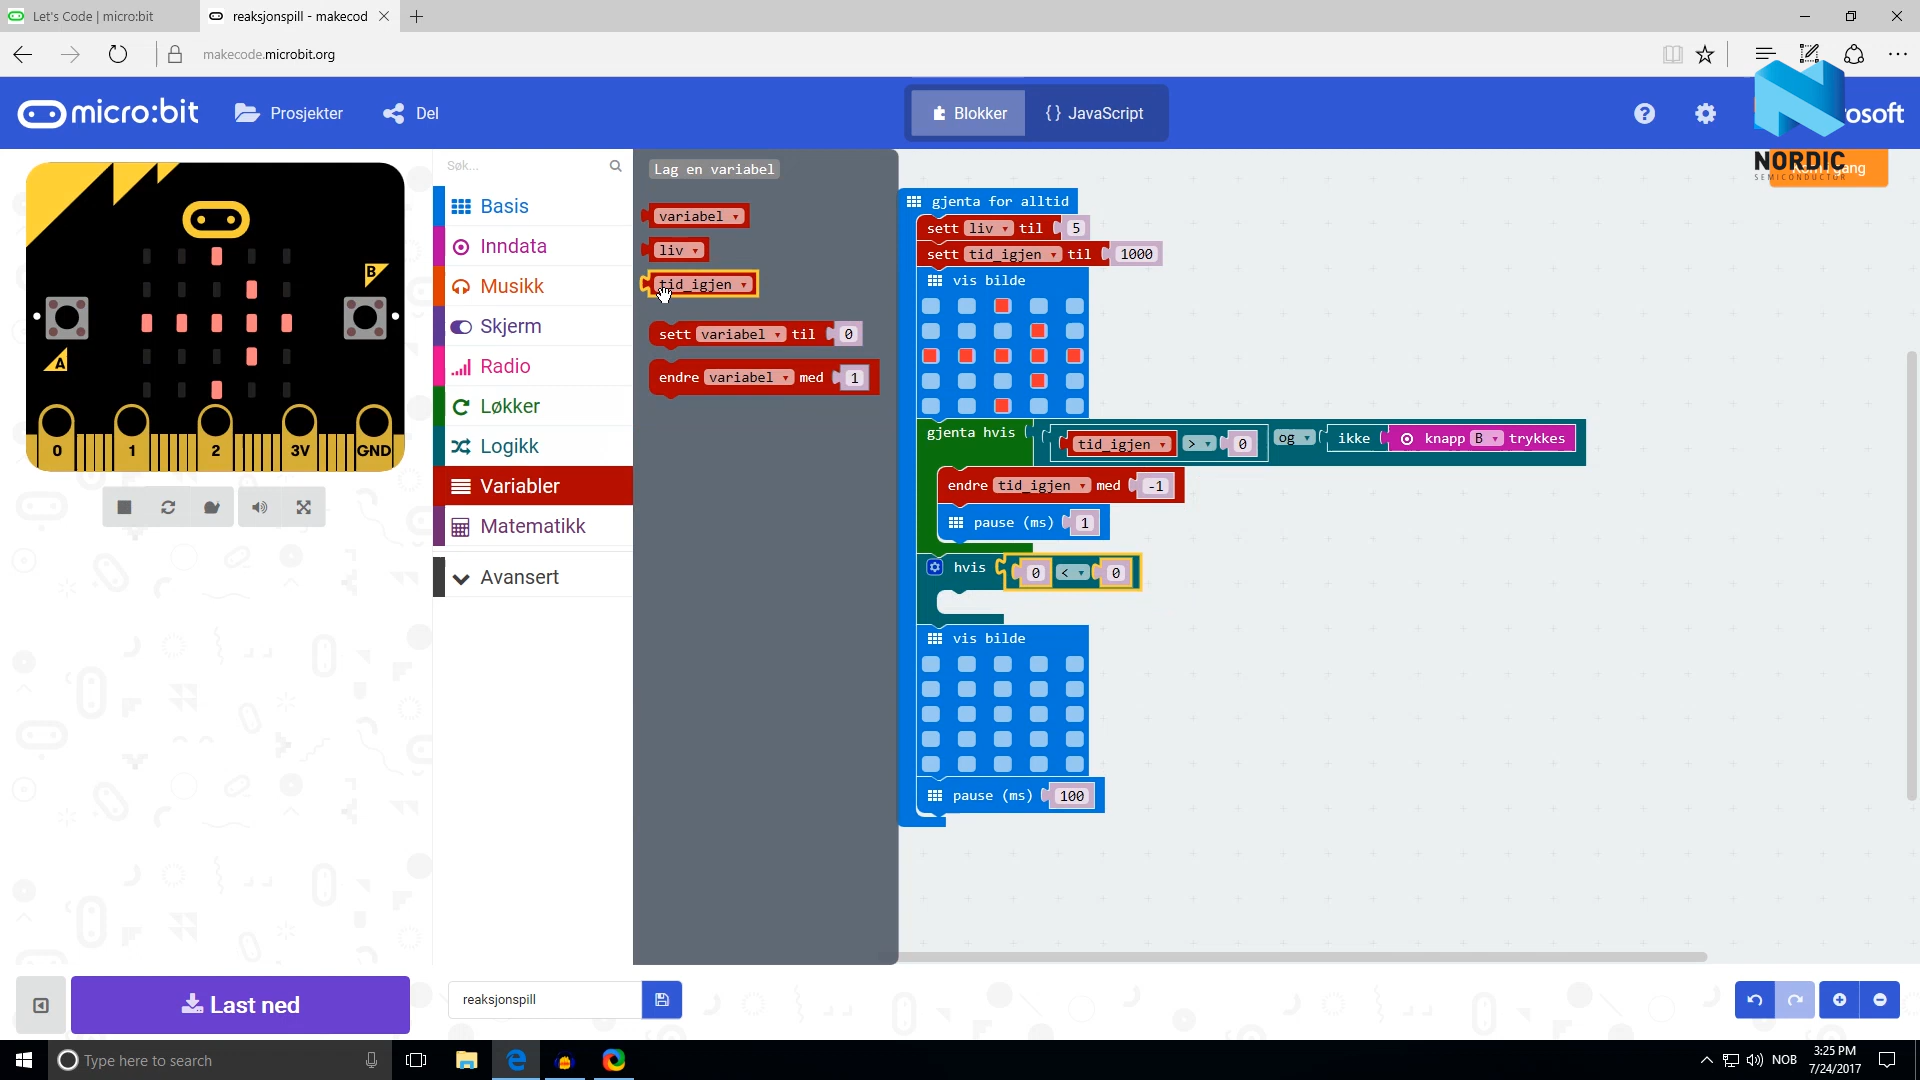 Let's Code | micro:bit
reaksjonspill - makecod
makecode.microbit.org
micro:bit
Prosjekter
Del
Blokker
{} JavaScript
osoft
NORDIC
SEMICONDUCTOR
gang
B
A
0 1 2 3V GND
Søk...
Basis
Inndata
Musikk
Skjerm
Radio
Løkker
Logikk
Variabler
Matematikk
Avansert
Lag en variabel
variabel
liv
tid_igjen
sett variabel til 0
endre variabel med 1
gjenta for alltid
sett liv til 5
sett tid_igjen til 1000
vis bilde
gjenta hvis tid_igjen > 0 og ikke knapp B trykkes
endre tid_igjen med -1
pause (ms) 1
hvis 0 < 0
vis bilde
pause (ms) 100
Last ned
reaksjonspill
Type here to search
NOB
3:25 PM
7/24/2017